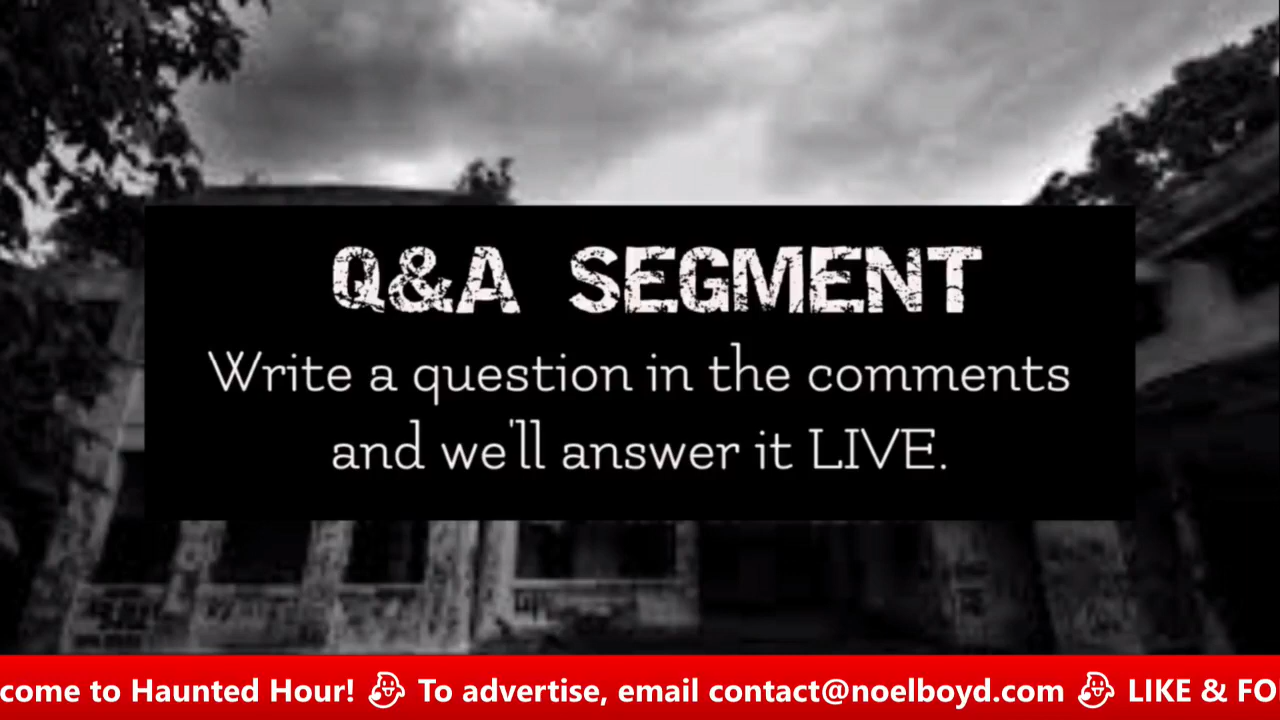 Q&A SEGMENT
Write a question in the comments
and we'll answer it LIVE.
come to Haunted Hour! To advertise, email contact@noelboyd.com LIKE & FO